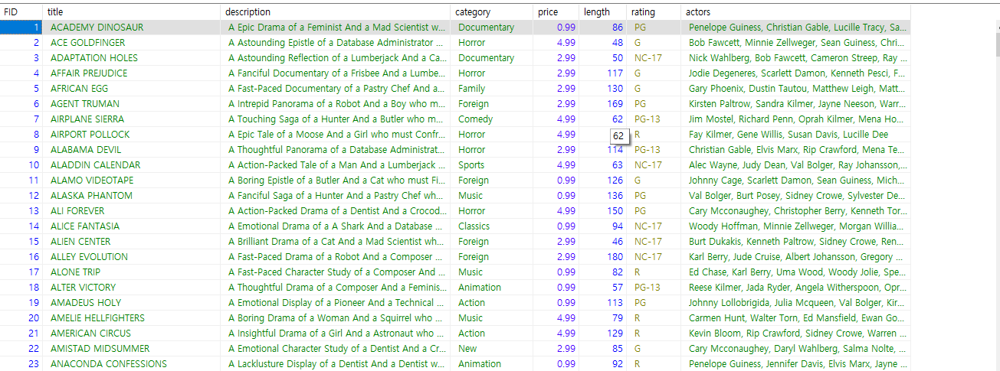 FID title description category price length rating actors
1 ACADEMY DINOSAUR A Epic Drama of a Feminist And a Mad Scientist w... Documentary 0.99 86 PG Penelope Guiness, Christian Gable, Lucille Tracy, Sa...
2 ACE GOLDFINGER A Astounding Epistle of a Database Administrator ... Horror 4.99 48 G Bob Fawcett, Minnie Zellweger, Sean Guiness, Chri...
3 ADAPTATION HOLES A Astounding Reflection of a Lumberjack And a Ca... Documentary 2.99 50 NC-17 Nick Wahlberg, Bob Fawcett, Cameron Streep, Ray ...
4 AFFAIR PREJUDICE A Fanciful Documentary of a Frisbee And a Lumbe... Horror 2.99 117 G Jodie Degeneres, Scarlett Damon, Kenneth Pesci, F...
5 AFRICAN EGG A Fast-Paced Documentary of a Pastry Chef And a... Family 2.99 130 G Gary Phoenix, Dustin Tautou, Matthew Leigh, Matt...
6 AGENT TRUMAN A Intrepid Panorama of a Robot And a Boy who m... Foreign 2.99 169 PG Kirsten Paltrow, Sandra Kilmer, Jayne Neeson, Warr...
7 AIRPLANE SIERRA A Touching Saga of a Hunter And a Butler who m... Comedy 4.99 62 PG-13 Jim Mostel, Richard Penn, Oprah Kilmer, Mena Ho...
8 AIRPORT POLLOCK A Epic Tale of a Moose And a Girl who must Confr... Horror 4.99 62 R Fay Kilmer, Gene Willis, Susan Davis, Lucille Dee
9 ALABAMA DEVIL A Thoughtful Panorama of a Database Administrat... Horror 2.99 114 PG-13 Christian Gable, Elvis Marx, Rip Crawford, Mena Te...
10 ALADDIN CALENDAR A Action-Packed Tale of a Man And a Lumberjack ... Sports 4.99 63 NC-17 Alec Wayne, Judy Dean, Val Bolger, Ray Johansson,...
11 ALAMO VIDEOTAPE A Boring Epistle of a Butler And a Cat who must Fi... Foreign 0.99 126 G Johnny Cage, Scarlett Damon, Sean Guiness, Mich...
12 ALASKA PHANTOM A Fanciful Saga of a Hunter And a Pastry Chef wh... Music 0.99 136 PG Val Bolger, Burt Posey, Sidney Crowe, Sylvester De...
13 ALI FOREVER A Action-Packed Drama of a Dentist And a Crocod... Horror 4.99 150 PG Cary Mcconaughey, Christopher Berry, Kenneth Tor...
14 ALICE FANTASIA A Emotional Drama of a A Shark And a Database ... Classics 0.99 94 NC-17 Woody Hoffman, Minnie Zellweger, Morgan Willia...
15 ALIEN CENTER A Brilliant Drama of a Cat And a Mad Scientist wh... Foreign 2.99 46 NC-17 Burt Dukakis, Kenneth Paltrow, Sidney Crowe, Ren...
16 ALLEY EVOLUTION A Fast-Paced Drama of a Robot And a Composer ... Foreign 2.99 180 NC-17 Karl Berry, Jude Cruise, Albert Johansson, Gregory ...
17 ALONE TRIP A Fast-Paced Character Study of a Composer And ... Music 0.99 82 R Ed Chase, Karl Berry, Uma Wood, Woody Jolie, Spe...
18 ALTER VICTORY A Thoughtful Drama of a Composer And a Feminis... Animation 0.99 57 PG-13 Reese Kilmer, Jada Ryder, Angela Witherspoon, Opr...
19 AMADEUS HOLY A Emotional Display of a Pioneer And a Technical ... Action 0.99 113 PG Johnny Lollobrigida, Julia Mcqueen, Val Bolger, Kir...
20 AMELIE HELLFIGHTERS A Boring Drama of a Woman And a Squirrel who ... Music 4.99 79 R Carmen Hunt, Walter Torn, Ed Mansfield, Ewan Go...
21 AMERICAN CIRCUS A Insightful Drama of a Girl And a Astronaut who ... Action 4.99 129 R Kevin Bloom, Rip Crawford, Sidney Crowe, Warren ...
22 AMISTAD MIDSUMMER A Emotional Character Study of a Dentist And a Cr... New 2.99 85 G Cary Mcconaughey, Daryl Wahlberg, Salma Nolte, ...
23 ANACONDA CONFESSIONS A Lacklusture Display of a Dentist And a Dentist w... Animation 0.99 92 R Penelope Guiness, Jennifer Davis, Elvis Marx, Jayne ...